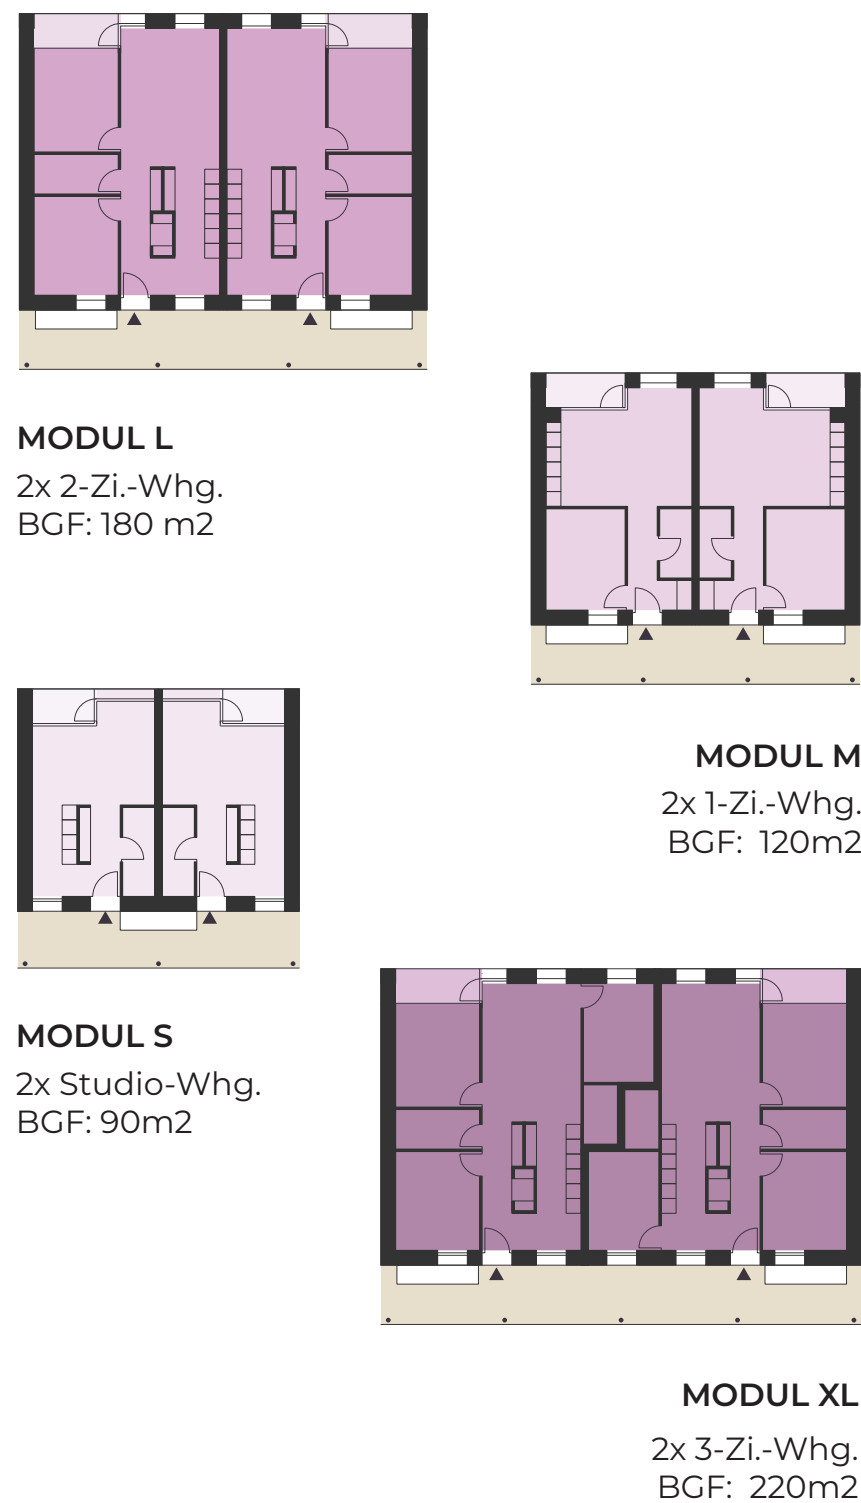 MODUL L
2x 2-Zi.-Whg.
BGF: 180 m2
MODUL M
2x 1-Zi.-Whg.
BGF: 120m2
MODUL S
2x Studio-Whg.
BGF: 90m2
MODUL XL
2x 3-Zi.-Whg.
BGF: 220m2